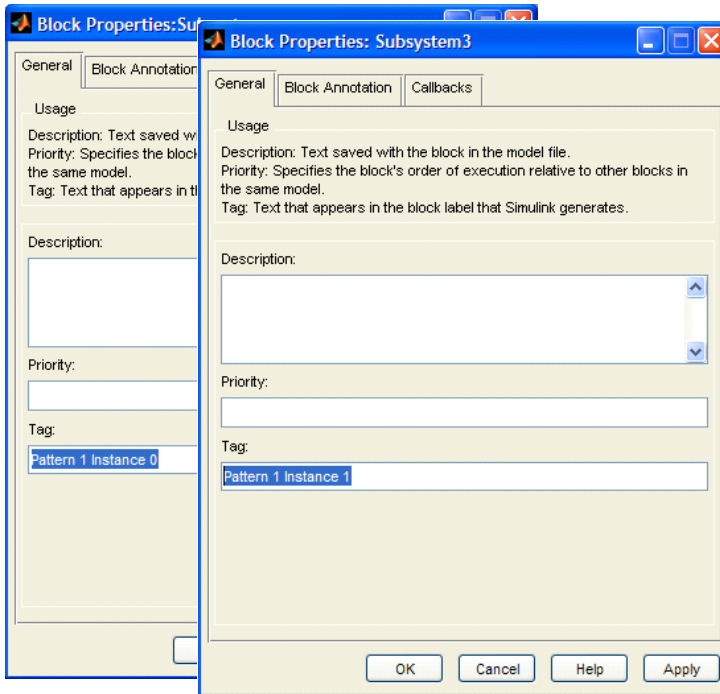 Block Properties:Su
General
Block Annotation
Usage
Description: Text saved w
Priority: Specifies the block
the same model.
Tag: Text that appears in t
Description:
Priority:
Tag:
Pattern 1 Instance 0
Block Properties: Subsystem3
General
Block Annotation
Callbacks
Usage
Description: Text saved with the block in the model file.
Priority: Specifies the block's order of execution relative to other blocks in
the same model.
Tag: Text that appears in the block label that Simulink generates.
Description:
Priority:
Tag:
Pattern 1 Instance 1
OK
Cancel
Help
Apply